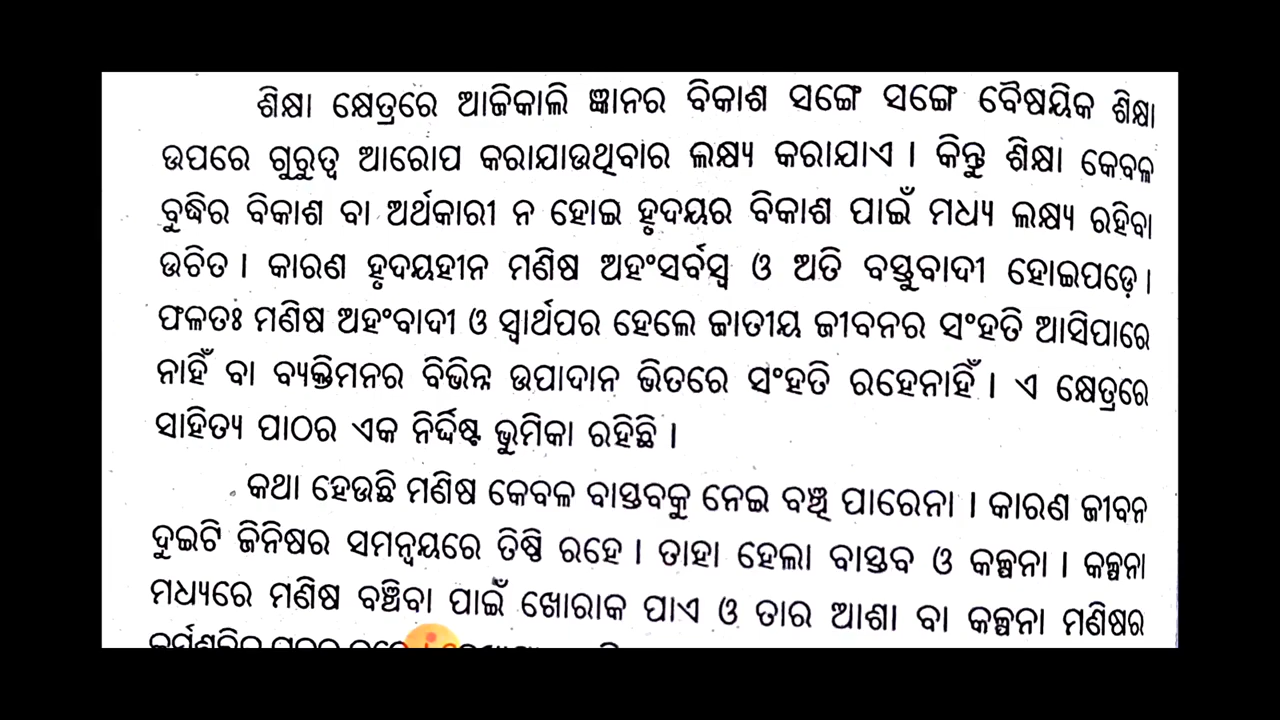 ଶିକ୍ଷା କ୍ଷେତ୍ରରେ ଆଜିକାଲି ଜ୍ଞାନର ବିକାଶ ସଙ୍ଗେ ସଙ୍ଗେ ବୈଷୟିକ ଶିକ୍ଷା
ଉପରେ ଗୁରୁତ୍ୱ ଆରୋପ କରାଯାଉଥିବାର ଲକ୍ଷ୍ୟ କରାଯାଏ । କିନ୍ତୁ ଶିକ୍ଷା କେବଳ
ବୁଦ୍ଧିର ବିକାଶ ବା ଅର୍ଥକାରୀ ନ ହୋଇ ହୃଦୟର ବିକାଶ ପାଇଁ ମଧ୍ୟ ଲକ୍ଷ୍ୟ ରହିବା
ଉଚିତ । କାରଣ ହୃଦୟହୀନ ମଣିଷ ଅହଂସର୍ବସ୍ୱ ଓ ଅତି ବସ୍ତୁବାଦୀ ହୋଇପଡ଼େ ।
ଫଳତଃ ମଣିଷ ଅହଂବାଦୀ ଓ ସ୍ୱାର୍ଥପର ହେଲେ ଜାତୀୟ ଜୀବନର ସଂହତି ଆସିପାରେ
ନାହିଁ ବା ବ୍ୟକ୍ତିମନର ବିଭିନ୍ନ ଉପାଦାନ ଭିତରେ ସଂହତି ରହେନାହିଁ । ଏ କ୍ଷେତ୍ରରେ
ସାହିତ୍ୟ ପାଠର ଏକ ନିର୍ଦ୍ଦିଷ୍ଟ ଭୁମିକା ରହିଛି ।
କଥା ହେଉଛି ମଣିଷ କେବଳ ବାସ୍ତବକୁ ନେଇ ବଞ୍ଚି ପାରେନା । କାରଣ ଜୀବନ
ଦୁଇଟି ଜିନିଷର ସମନ୍ୱୟରେ ତିଷ୍ଠି ରହେ । ତାହା ହେଲା ବାସ୍ତବ ଓ କଳ୍ପନା । କଳ୍ପନା
ମଧ୍ୟରେ ମଣିଷ ବଞ୍ଚିବା ପାଇଁ ଖୋରାକ ପାଏ ଓ ତାର ଆଶା ବା କଳ୍ପନା ମଣିଷର